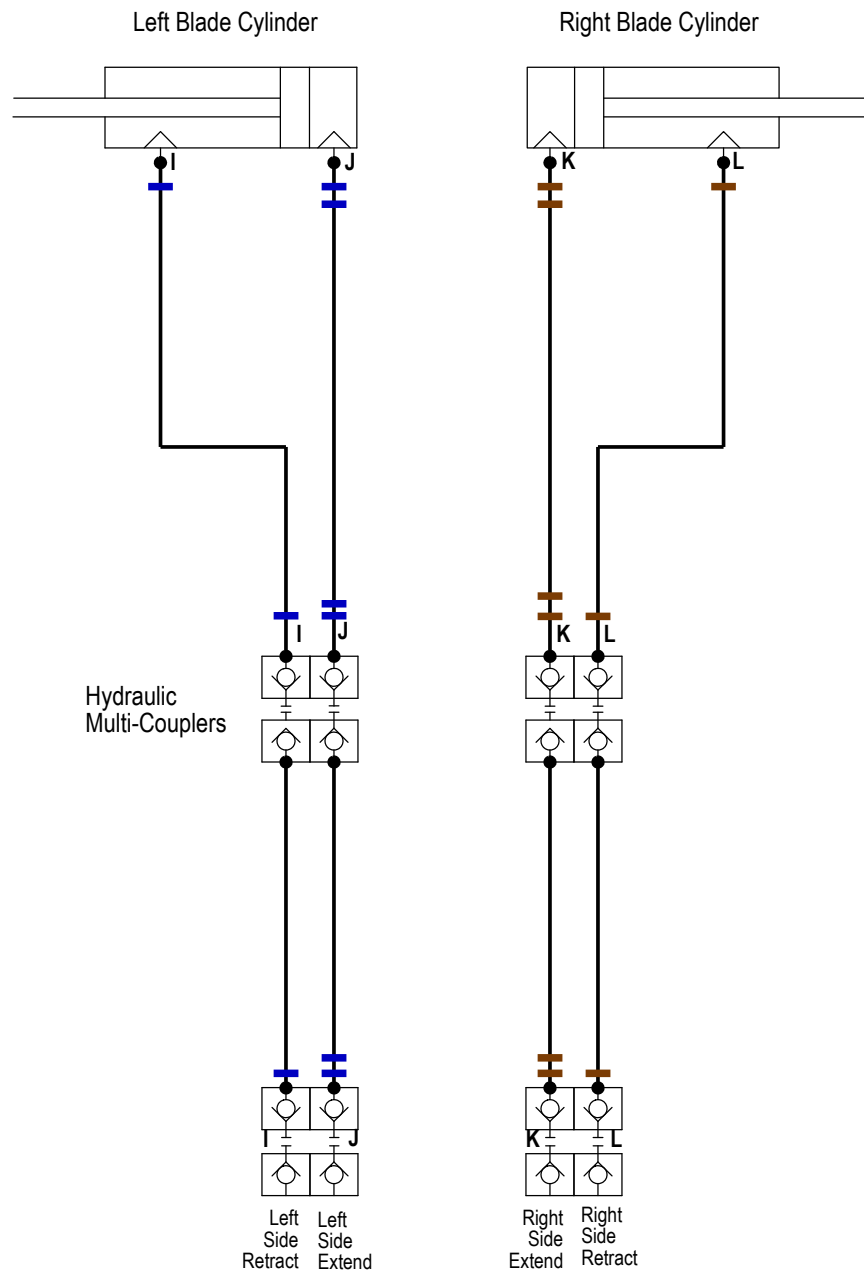 Left Blade Cylinder
Right Blade Cylinder
I
J
K
L
I
J
K
L
Hydraulic
Multi-Couplers
I
J
K
L
Left
Side
Retract
Left
Side
Extend
Right
Side
Extend
Right
Side
Retract